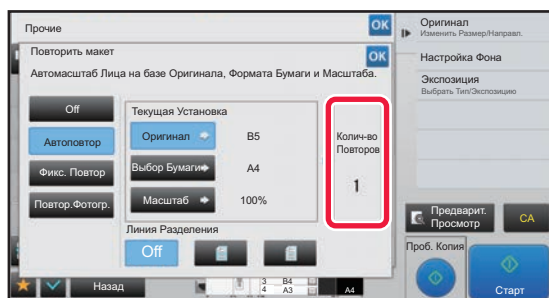 Прочие
OK
Повторить макет
OK
Автомасштаб Лица на базе Оригинала, Формата Бумаги и Масштаба.
Off
Автоповтор
Фикс. Повтор
Повтор.Фотогр.
Текущая Установка
Оригинал B5
Выбор Бумаги A4
Масштаб 100%
Колич-во
Повторов
1
Линия Разделения
Off
Назад
3 B4
4 A3
A4
Оригинал
Изменить Размер/Направл.
Настройка Фона
Экспозиция
Выбрать Тип/Экспозицию
Предварит.
Просмотр
CA
Проб. Копия
Старт